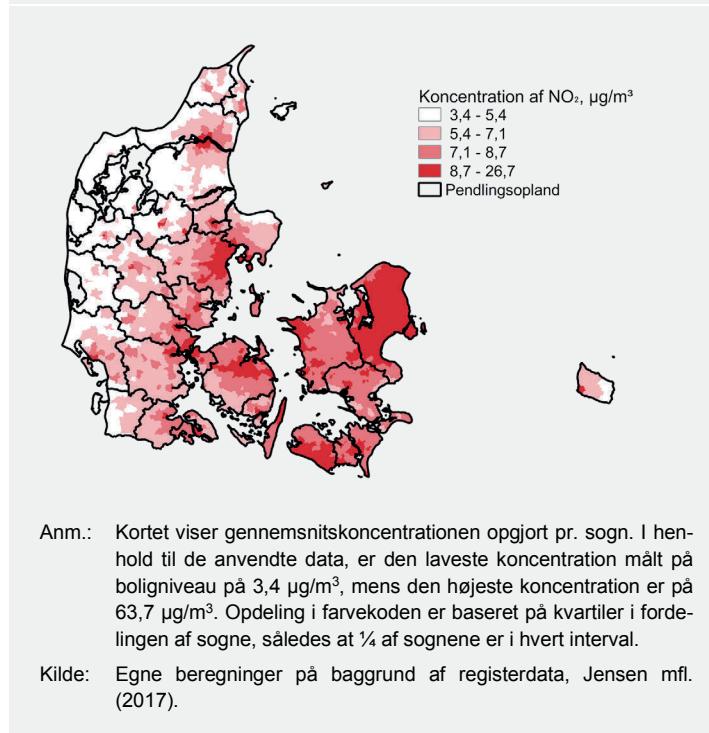 Koncentration af NO₂, µg/m³
3,4 - 5,4
5,4 - 7,1
7,1 - 8,7
8,7 - 26,7
Pendlingsopland
Anm.: Kortet viser gennemsnitskoncentrationen opgjort pr. sogn. I hen-
hold til de anvendte data, er den laveste koncentration målt på
boligniveau på 3,4 µg/m³, mens den højeste koncentration er på
63,7 µg/m³. Opdeling i farvekoden er baseret på kvartiler i forde-
lingen af sogne, således at ¼ af sognene er i hvert interval.
Kilde: Egne beregninger på baggrund af registerdata, Jensen mfl.
(2017).